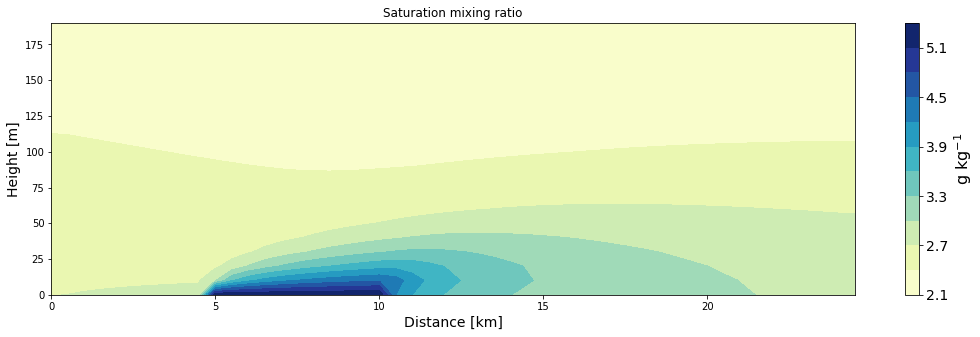 Saturation mixing ratio
Height [m]
175
150
125
100
75
50
25
0
0 5 10 15 20
Distance [km]
5.1
4.5
3.9
3.3
2.7
2.1
g kg⁻¹